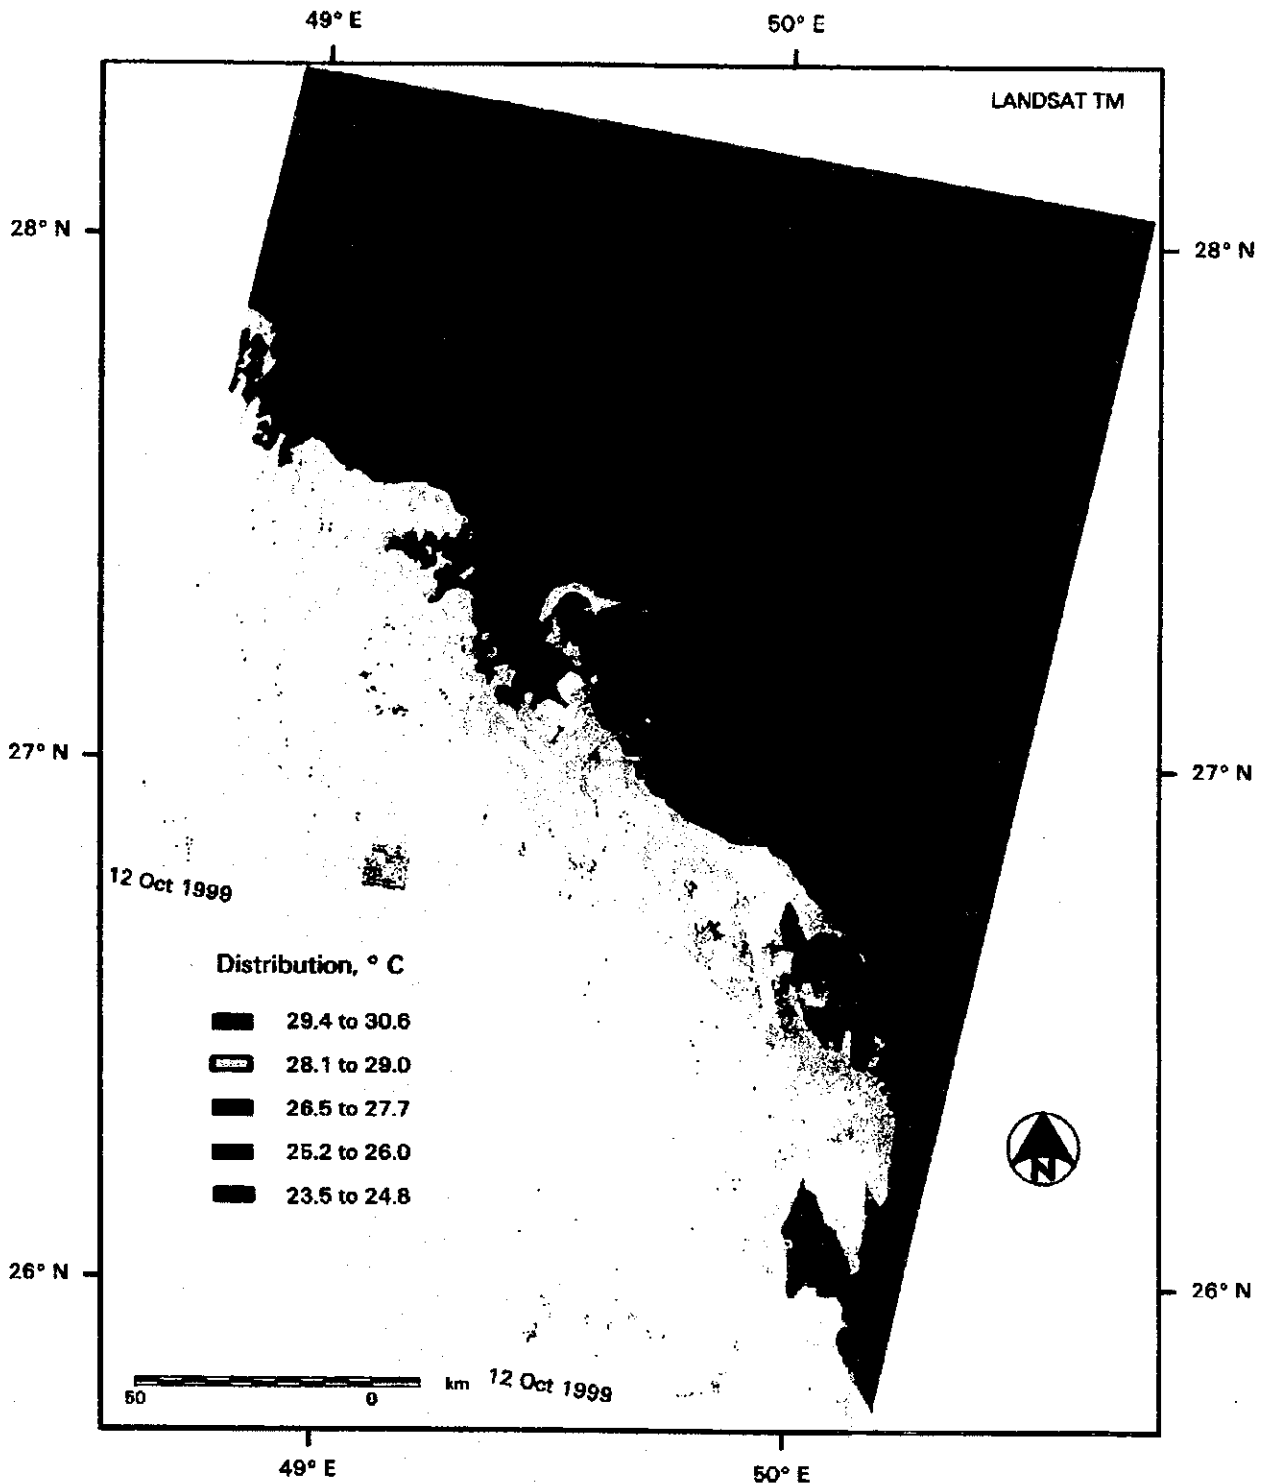 49° E 50° E
LANDSAT TM
28° N 28° N
27° N 27° N
12 Oct 1999
Distribution, ° C
29.4 to 30.6
28.1 to 29.0
26.5 to 27.7
25.2 to 26.0
23.5 to 24.8
N
26° N 26° N
50 0 km 12 Oct 1999
49° E 50° E